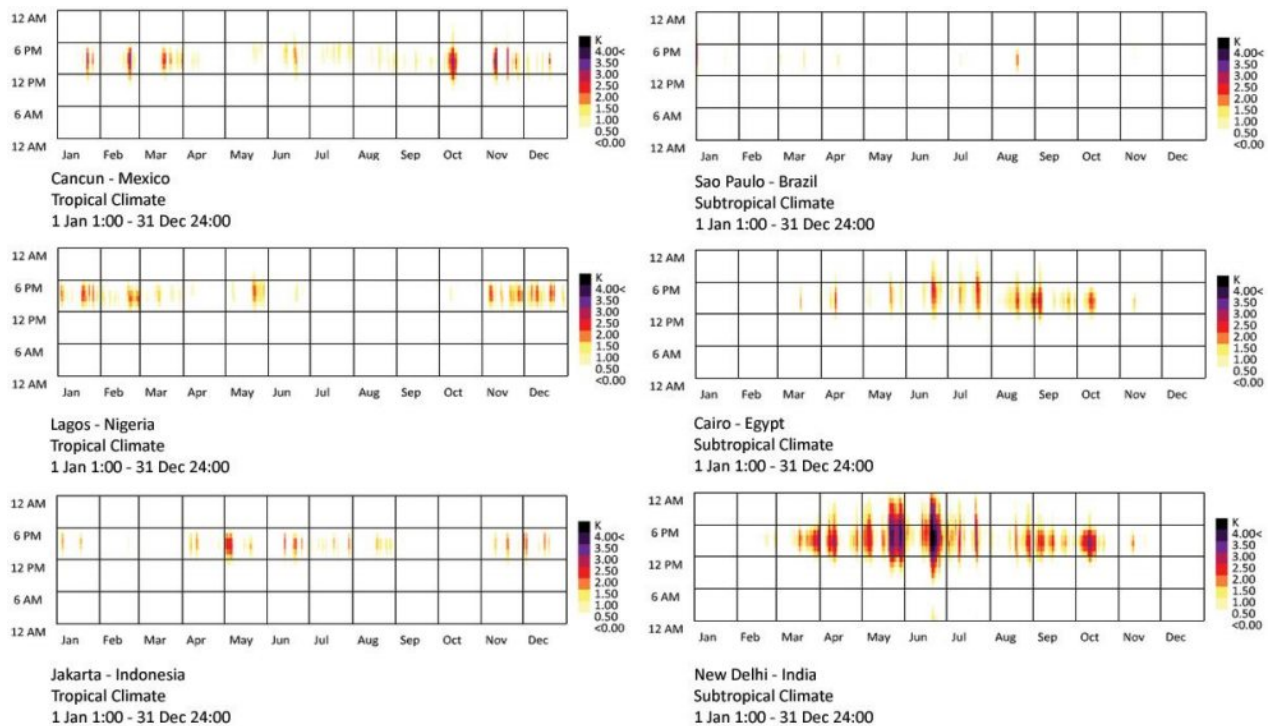 12 AM
6 PM
12 PM
6 AM
12 AM
Jan Feb Mar Apr May Jun Jul Aug Sep Oct Nov Dec
K
4.00<
3.50
3.00
2.50
2.00
1.50
1.00
0.50
<0.00
Cancun - Mexico
Tropical Climate
1 Jan 1:00 - 31 Dec 24:00
12 AM
6 PM
12 PM
6 AM
12 AM
Jan Feb Mar Apr May Jun Jul Aug Sep Oct Nov Dec
K
4.00<
3.50
3.00
2.50
2.00
1.50
1.00
0.50
<0.00
Sao Paulo - Brazil
Subtropical Climate
1 Jan 1:00 - 31 Dec 24:00
12 AM
6 PM
12 PM
6 AM
12 AM
Jan Feb Mar Apr May Jun Jul Aug Sep Oct Nov Dec
K
4.00<
3.50
3.00
2.50
2.00
1.50
1.00
0.50
<0.00
Lagos - Nigeria
Tropical Climate
1 Jan 1:00 - 31 Dec 24:00
12 AM
6 PM
12 PM
6 AM
12 AM
Jan Feb Mar Apr May Jun Jul Aug Sep Oct Nov Dec
K
4.00<
3.50
3.00
2.50
2.00
1.50
1.00
0.50
<0.00
Cairo - Egypt
Subtropical Climate
1 Jan 1:00 - 31 Dec 24:00
12 AM
6 PM
12 PM
6 AM
12 AM
Jan Feb Mar Apr May Jun Jul Aug Sep Oct Nov Dec
K
4.00<
3.50
3.00
2.50
2.00
1.50
1.00
0.50
<0.00
Jakarta - Indonesia
Tropical Climate
1 Jan 1:00 - 31 Dec 24:00
12 AM
6 PM
12 PM
6 AM
12 AM
Jan Feb Mar Apr May Jun Jul Aug Sep Oct Nov Dec
K
4.00<
3.50
3.00
2.50
2.00
1.50
1.00
0.50
<0.00
New Delhi - India
Subtropical Climate
1 Jan 1:00 - 31 Dec 24:00